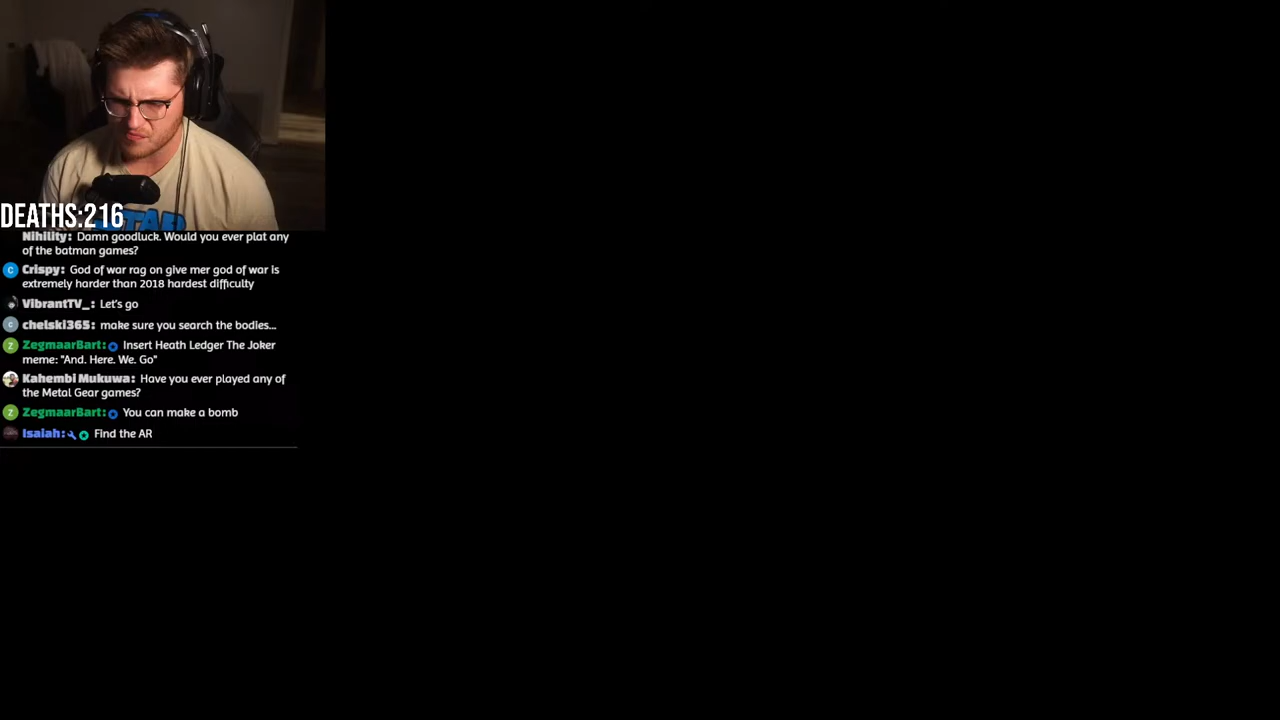 DEATHS:216
Nihility: Damn goodluck. Would you ever plat any
of the batman games?
Crispy: God of war rag on give mer god of war is
extremely harder than 2018 hardest difficulty
VibrantTV_: Let's go
chelski365: make sure you search the bodies...
ZegmaarBart: Insert Heath Ledger The Joker
meme: "And. Here. We. Go"
Kahembi Mukuwa: Have you ever played any of
the Metal Gear games?
ZegmaarBart: You can make a bomb
Isaiah: Find the AR